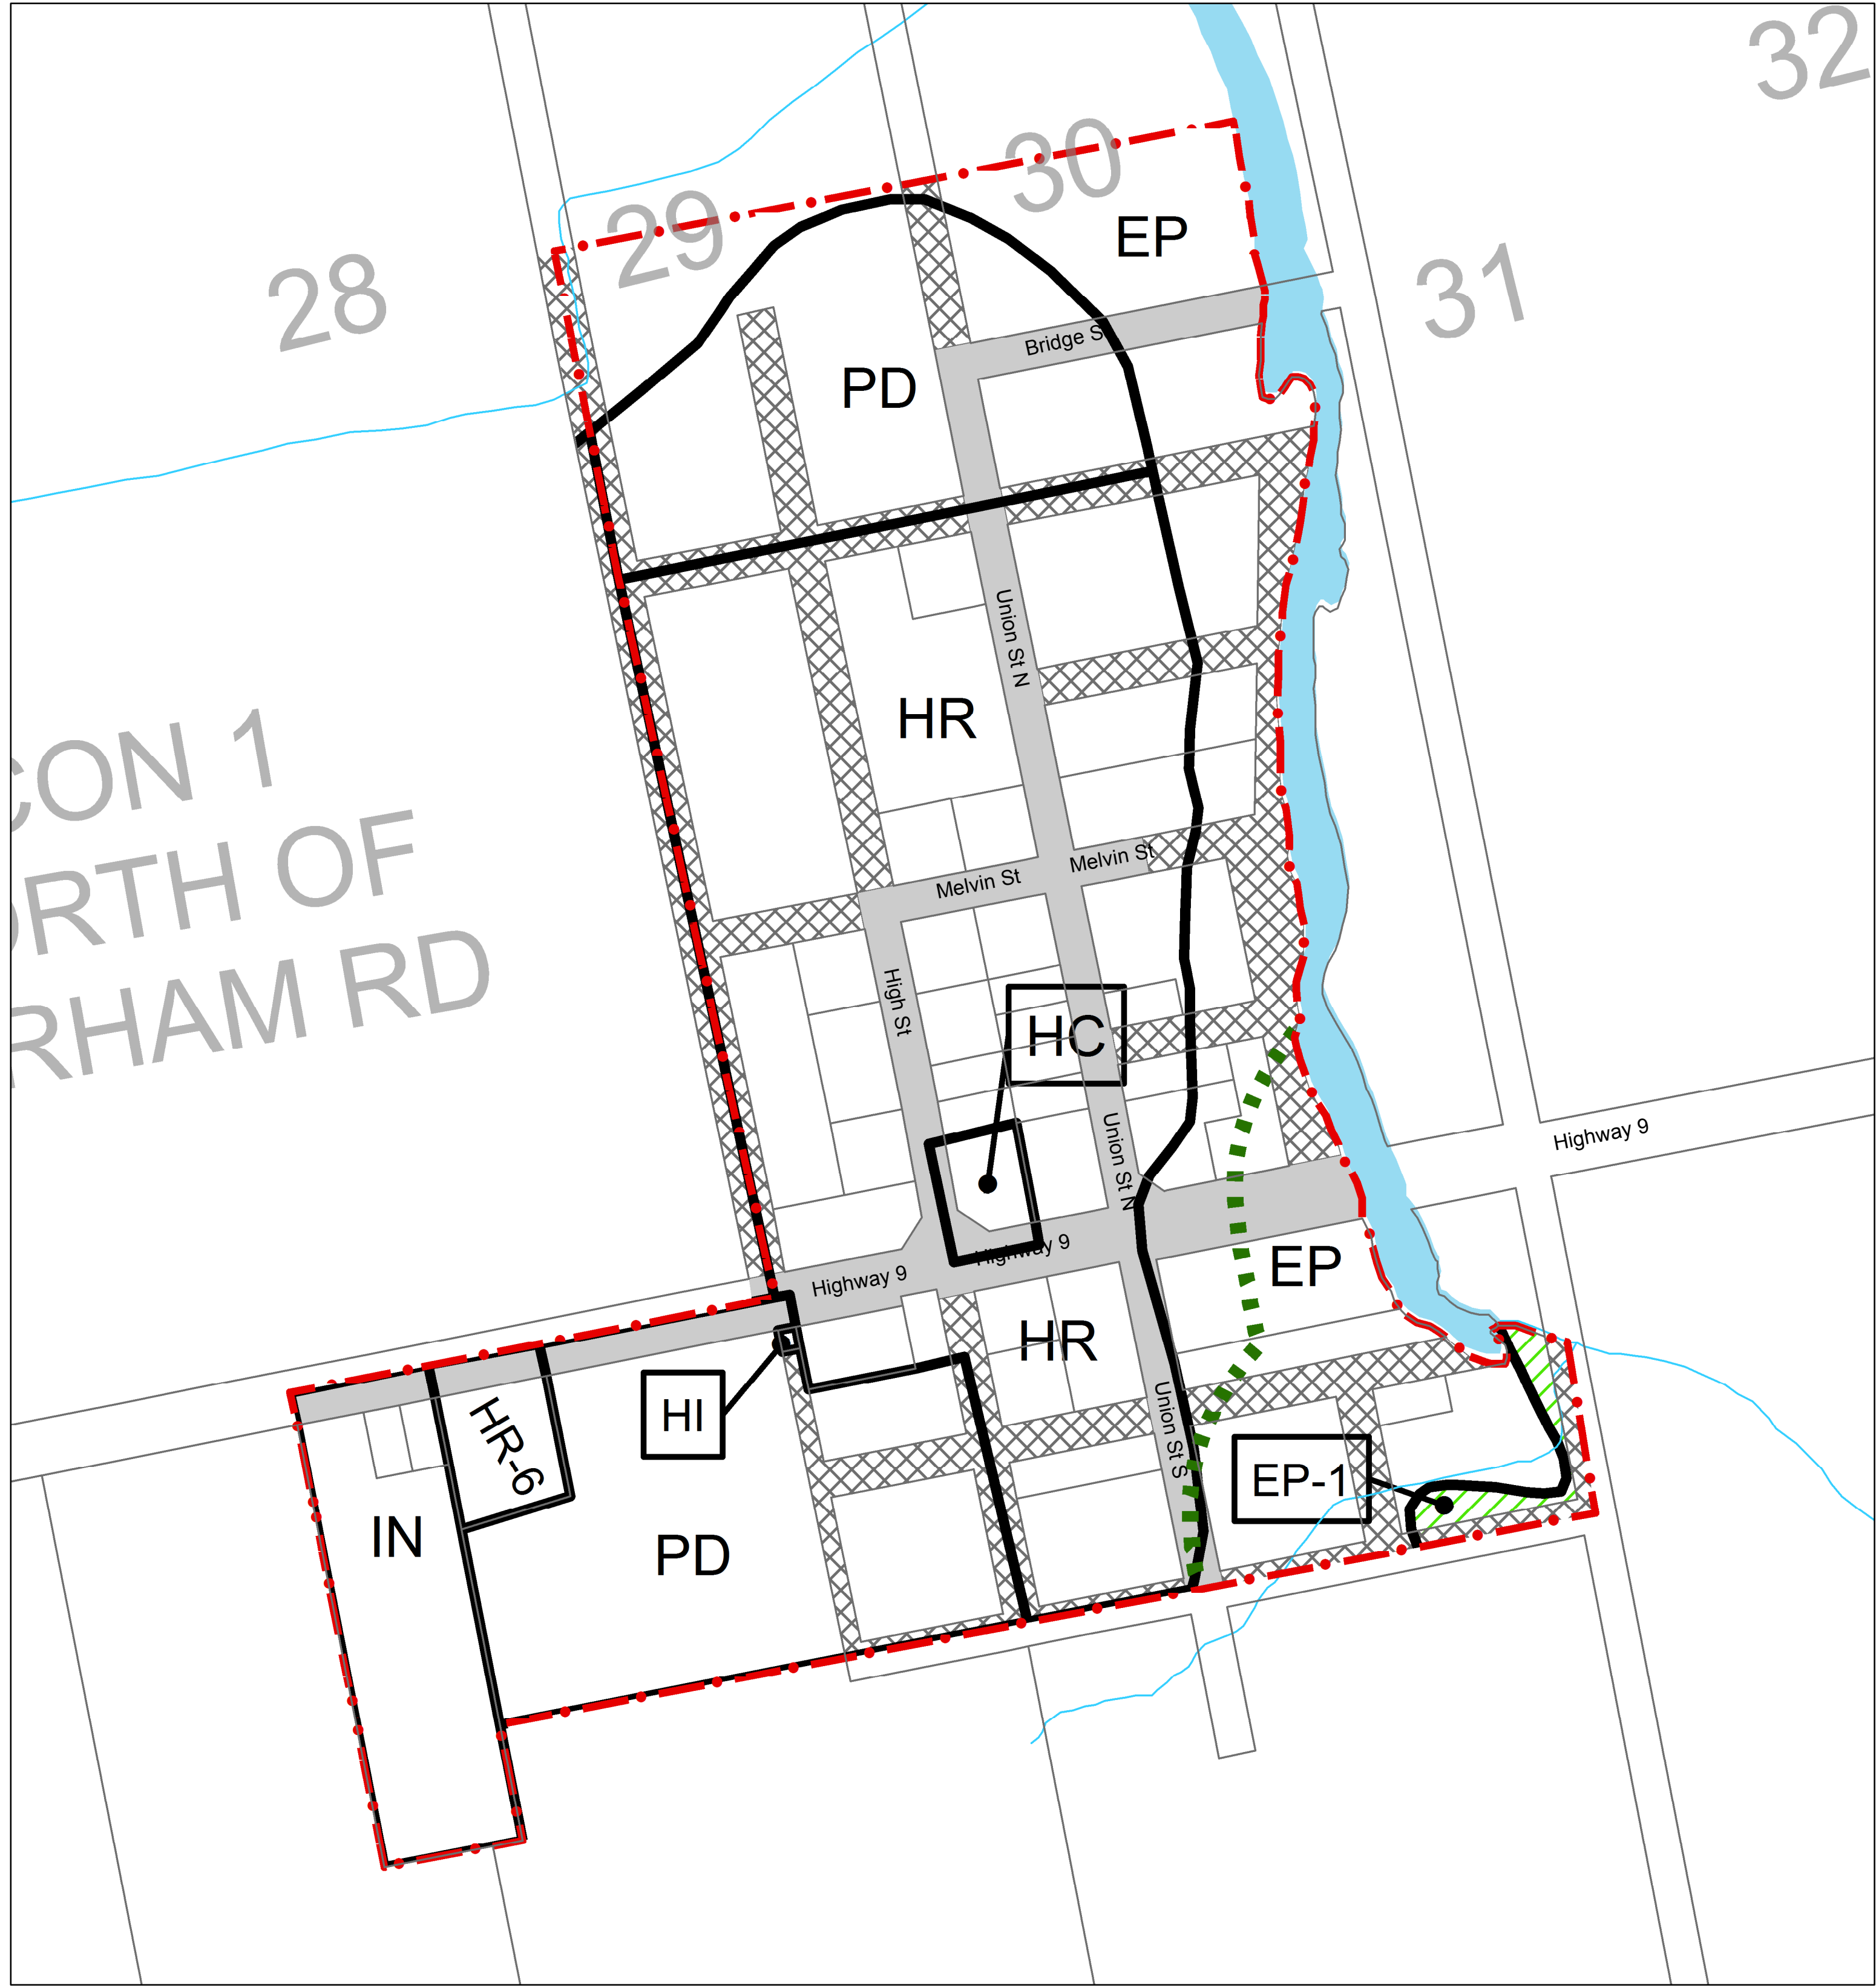 32
30
29
EP
28
31
Bridge S
PD
Union St N
HR
CON 1
ORTH OF
RHAM RD
Melvin St
Melvin St
High St
HC
Union St N
Highway 9
Highway 9
Highway 9
EP
HR
HI
HR-6
Union St S
EP-1
IN
PD